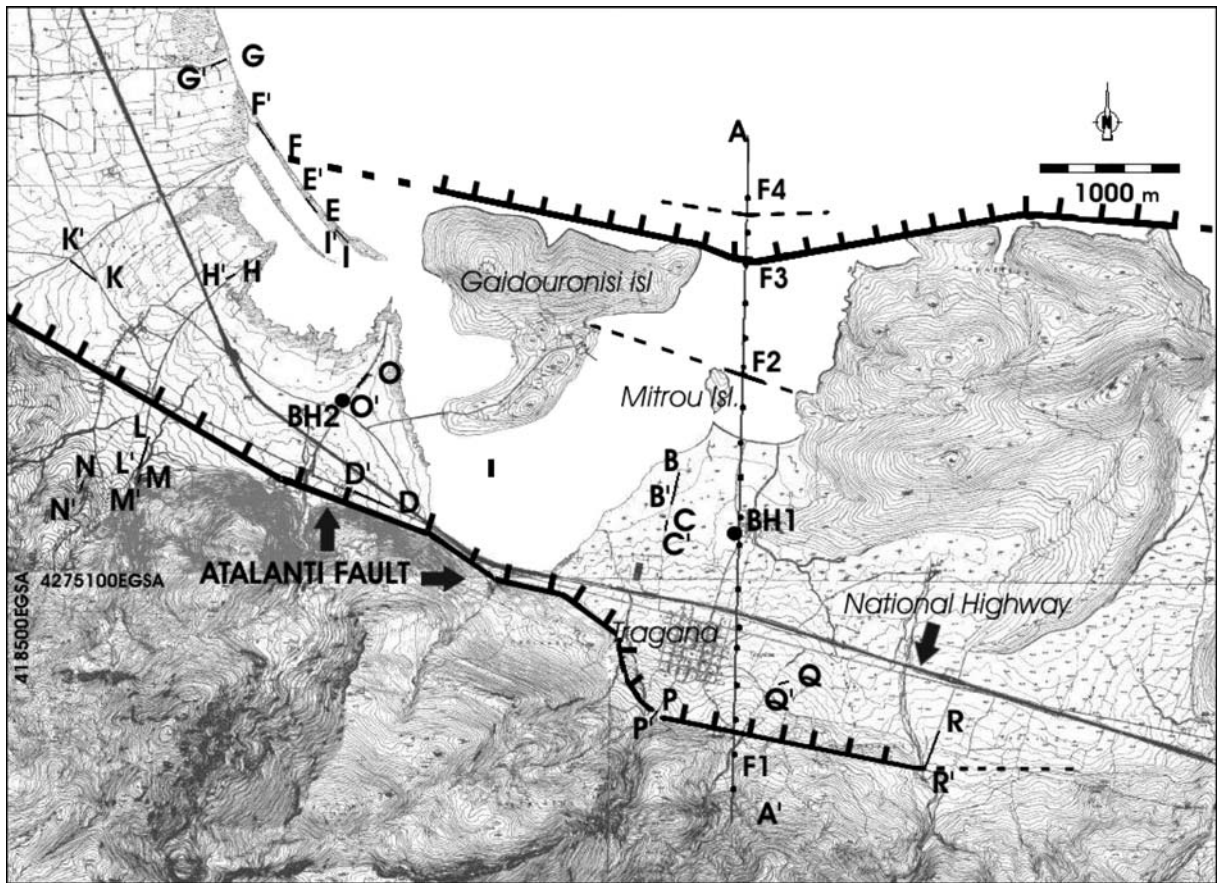 G
G'
F'
A
N
F
1000 m
E'
F4
E
K'
I'
I
H'
H
K
Gaidouronisi isl
F3
F2
O
Mitrou Isl.
BH2
O'
L
B
N
L'
M
D'
B'
N'
M'
D
C
BH1
C'
ATALANTI FAULT
4275100EGSA
National Highway
418500EGSA
Tragana
Q
Q'
P
P'
R
F1
R'
A'